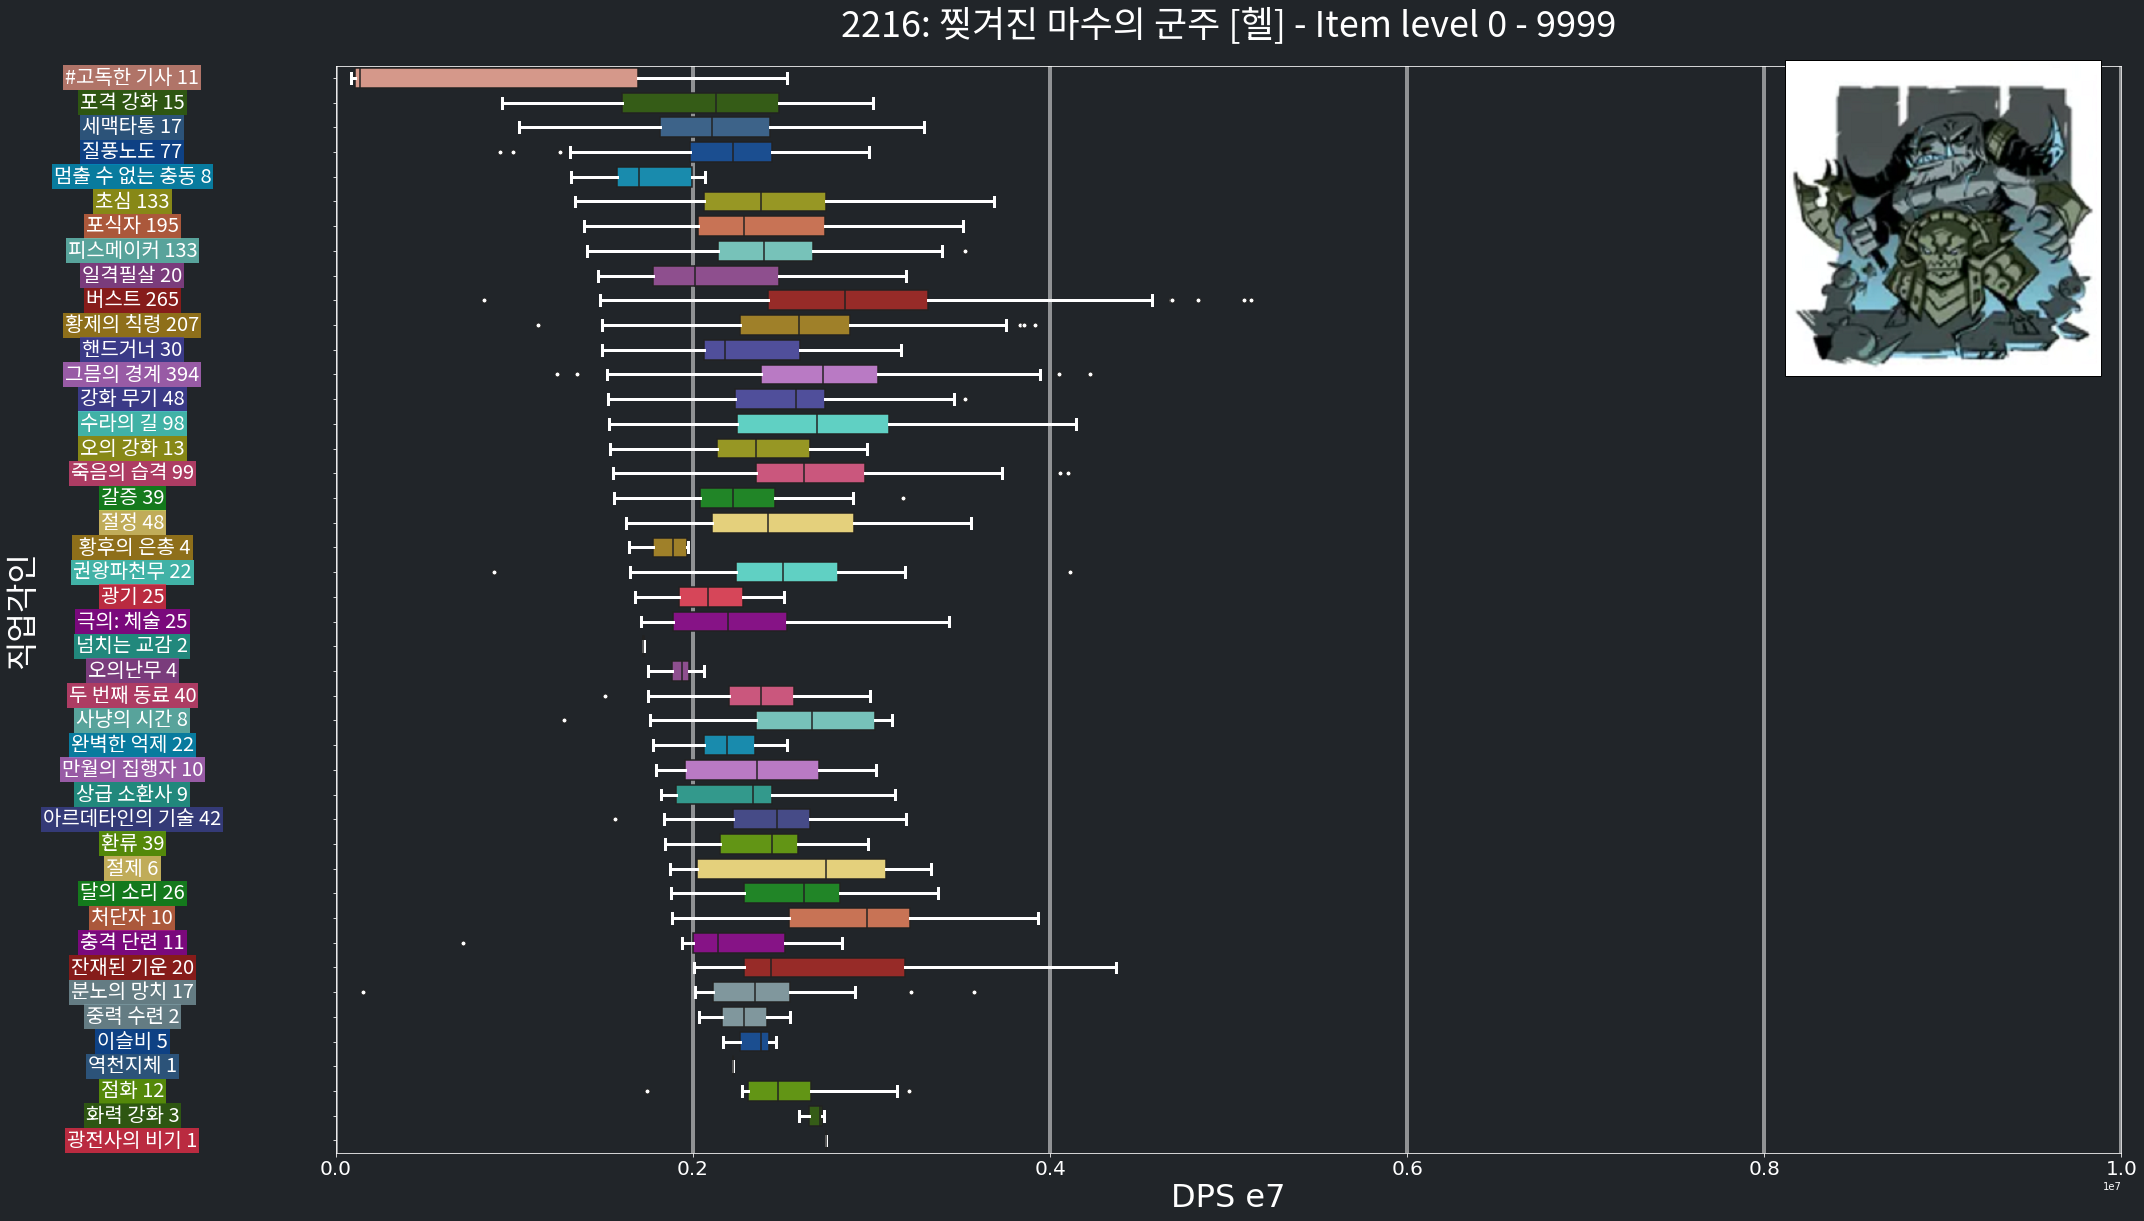 2216: 찢겨진 마수의 군주 [헬] - Item level 0 - 9999
#고독한 기사 11
포격 강화 15
세맥타통 17
질풍노도 77
멈출 수 없는 충동 8
초심 133
포식자 195
피스메이커 133
일격필살 20
버스트 265
황제의 칙령 207
핸드거너 30
그믐의 경계 394
강화 무기 48
수라의 길 98
오의 강화 13
죽음의 습격 99
갈증 39
절정 48
황후의 은총 4
권왕파천무 22
광기 25
극의: 체술 25
넘치는 교감 2
오의난무 4
두 번째 동료 40
사냥의 시간 8
완벽한 억제 22
만월의 집행자 10
상급 소환사 9
아르데타인의 기술 42
환류 39
절제 6
달의 소리 26
처단자 10
충격 단련 11
잔재된 기운 20
분노의 망치 17
중력 수련 2
이슬비 5
역천지체 1
점화 12
화력 강화 3
광전사의 비기 1
직업각인
0.0 0.2 0.4 0.6 0.8 1.0
1e7
DPS e7